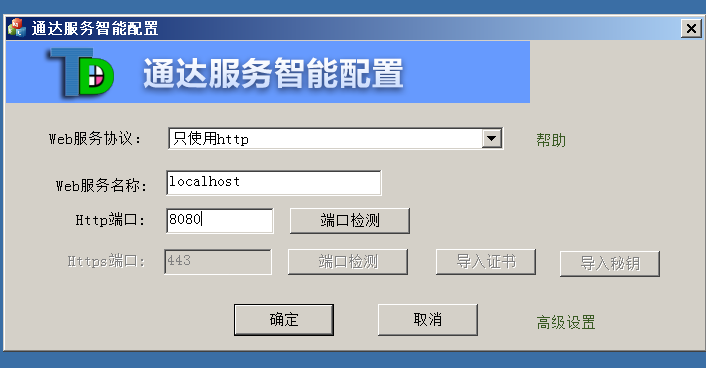 通达服务智能配置
TD 通达服务智能配置
Web服务协议： 只使用http 帮助
Web服务名称： localhost
Http端口： 8080 端口检测
Https端口： 443 端口检测 导入证书 导入秘钥
确定 取消 高级设置